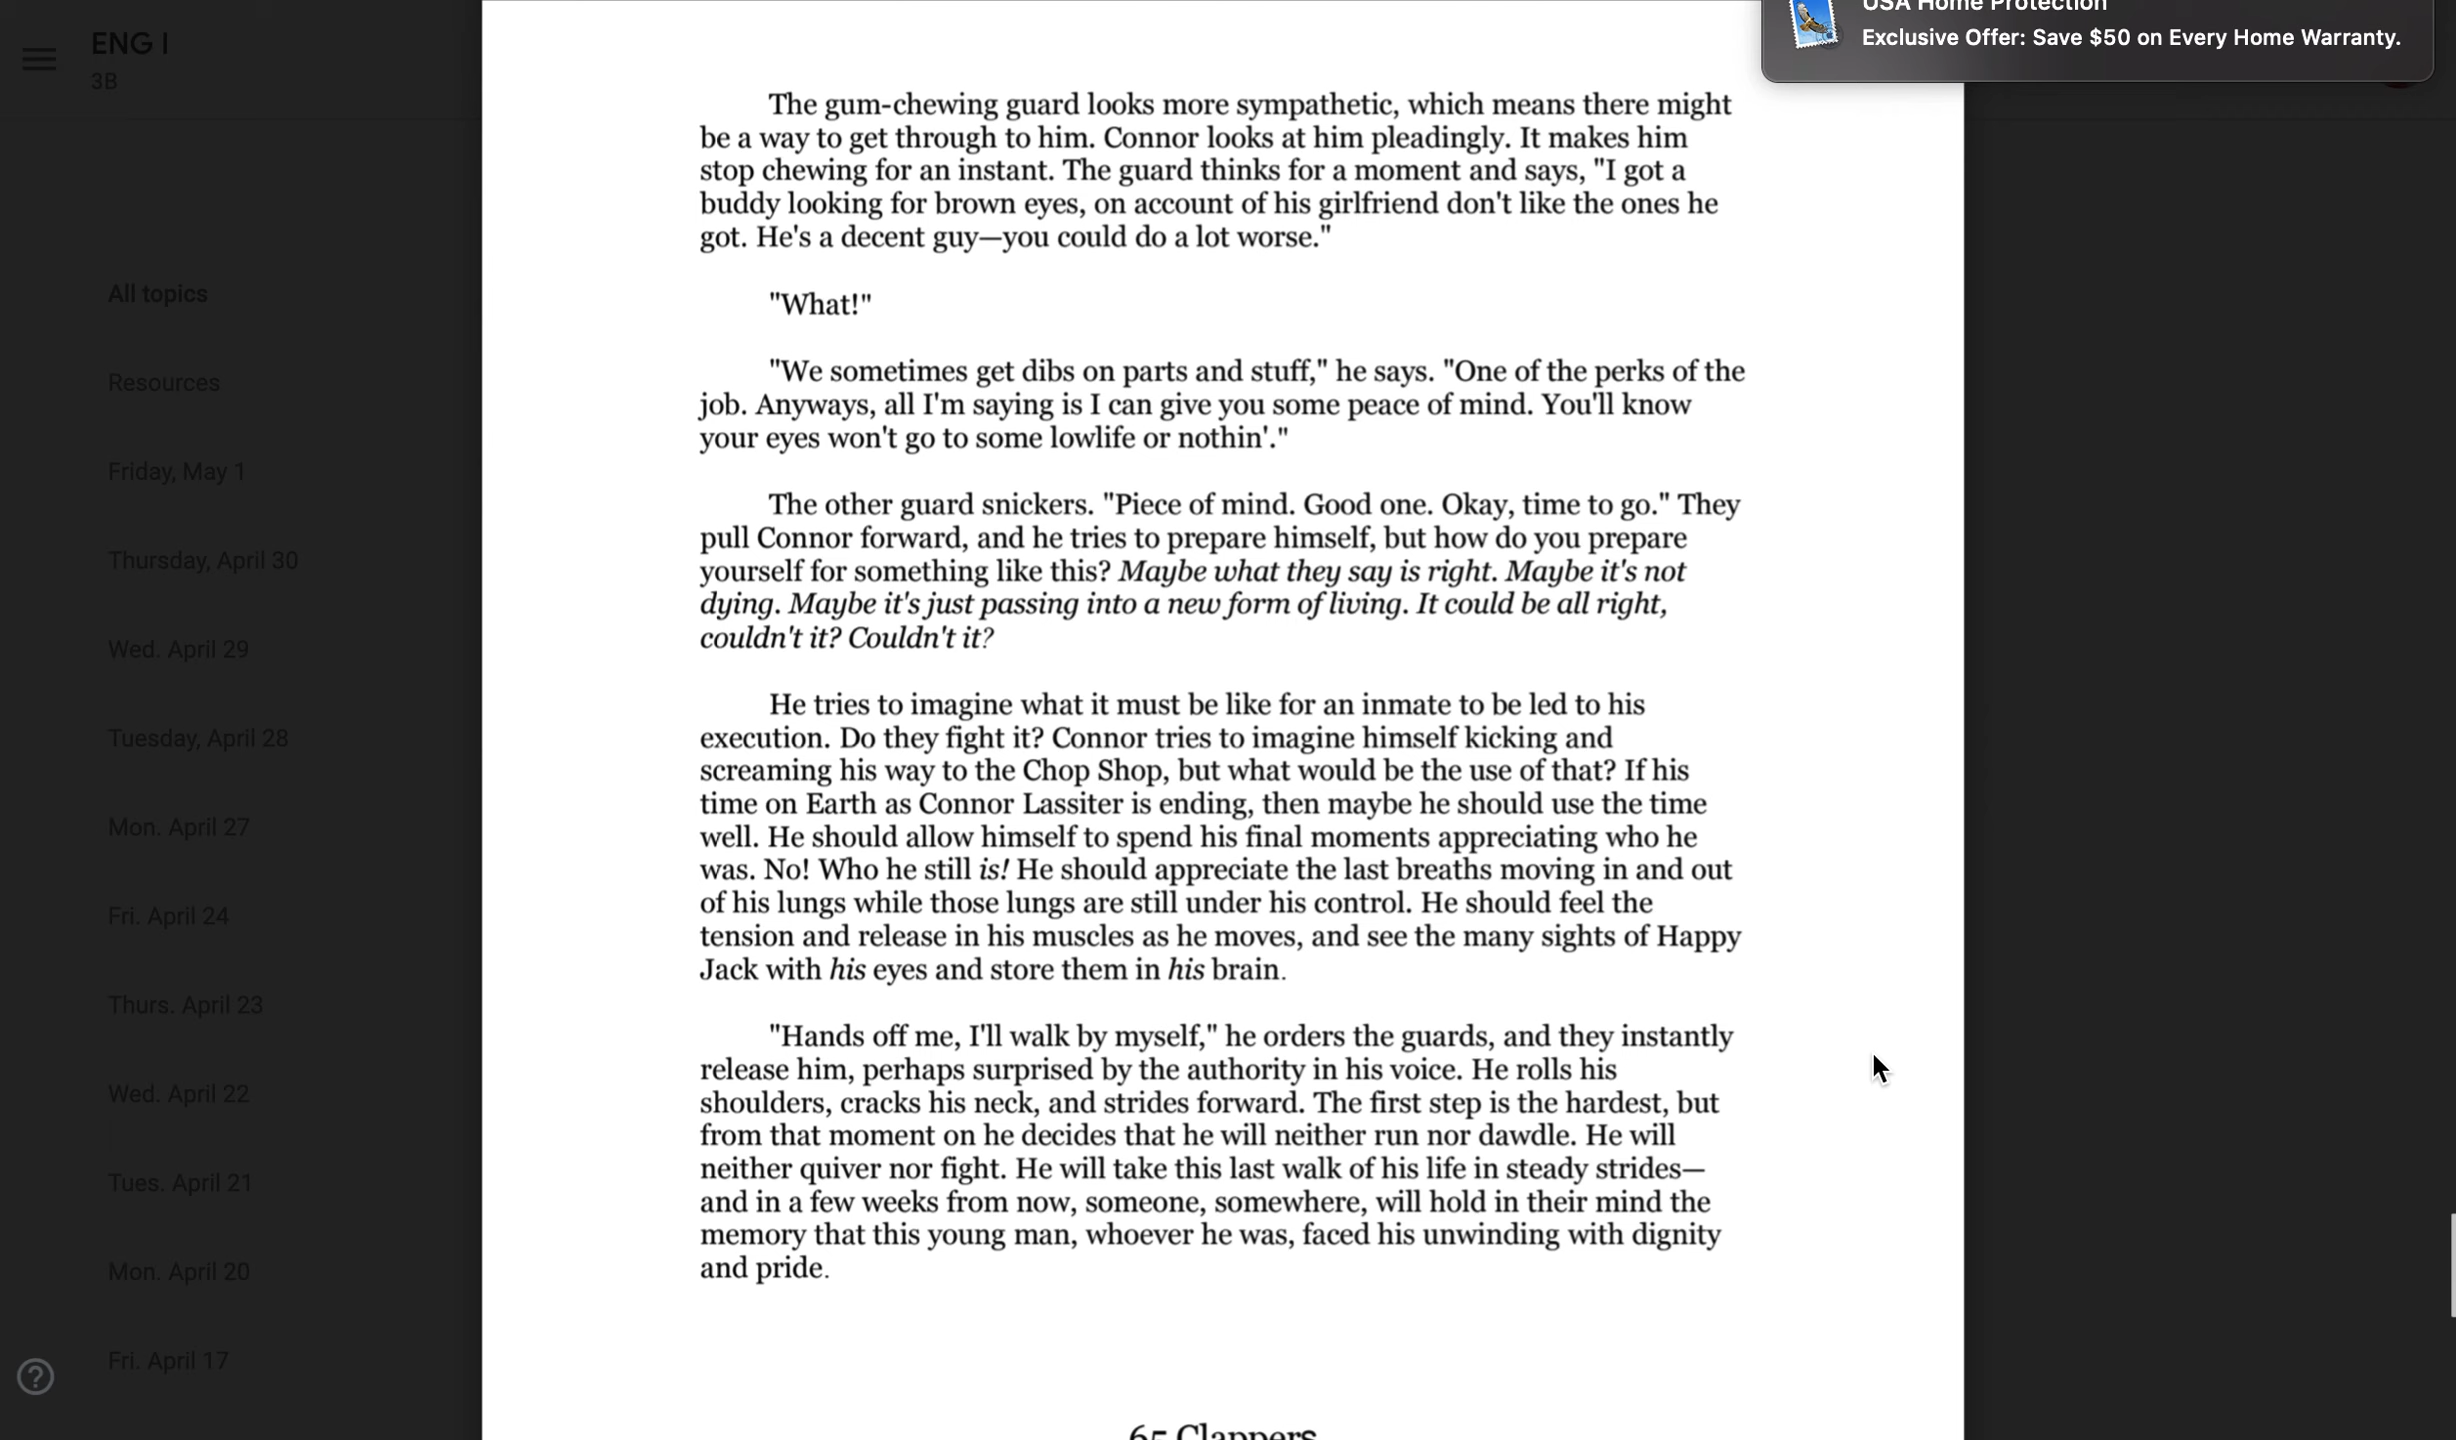 ENG I
3B
USA Home Protection
Exclusive Offer: Save $50 on Every Home Warranty.
All topics
Resources
Friday, May 1
Thursday, April 30
Wed. April 29
Tuesday, April 28
Mon. April 27
Fri. April 24
Thurs. April 23
Wed. April 22
Tues. April 21
Mon. April 20
Fri. April 17
The gum-chewing guard looks more sympathetic, which means there might
be a way to get through to him. Connor looks at him pleadingly. It makes him
stop chewing for an instant. The guard thinks for a moment and says, "I got a
buddy looking for brown eyes, on account of his girlfriend don't like the ones he
got. He's a decent guy—you could do a lot worse."
"What!"
"We sometimes get dibs on parts and stuff," he says. "One of the perks of the
job. Anyways, all I'm saying is I can give you some peace of mind. You'll know
your eyes won't go to some lowlife or nothin'."
The other guard snickers. "Piece of mind. Good one. Okay, time to go." They
pull Connor forward, and he tries to prepare himself, but how do you prepare
yourself for something like this? Maybe what they say is right. Maybe it's not
dying. Maybe it's just passing into a new form of living. It could be all right,
couldn't it? Couldn't it?
He tries to imagine what it must be like for an inmate to be led to his
execution. Do they fight it? Connor tries to imagine himself kicking and
screaming his way to the Chop Shop, but what would be the use of that? If his
time on Earth as Connor Lassiter is ending, then maybe he should use the time
well. He should allow himself to spend his final moments appreciating who he
was. No! Who he still is! He should appreciate the last breaths moving in and out
of his lungs while those lungs are still under his control. He should feel the
tension and release in his muscles as he moves, and see the many sights of Happy
Jack with his eyes and store them in his brain.
"Hands off me, I'll walk by myself," he orders the guards, and they instantly
release him, perhaps surprised by the authority in his voice. He rolls his
shoulders, cracks his neck, and strides forward. The first step is the hardest, but
from that moment on he decides that he will neither run nor dawdle. He will
neither quiver nor fight. He will take this last walk of his life in steady strides—
and in a few weeks from now, someone, somewhere, will hold in their mind the
memory that this young man, whoever he was, faced his unwinding with dignity
and pride.
65 Clappers